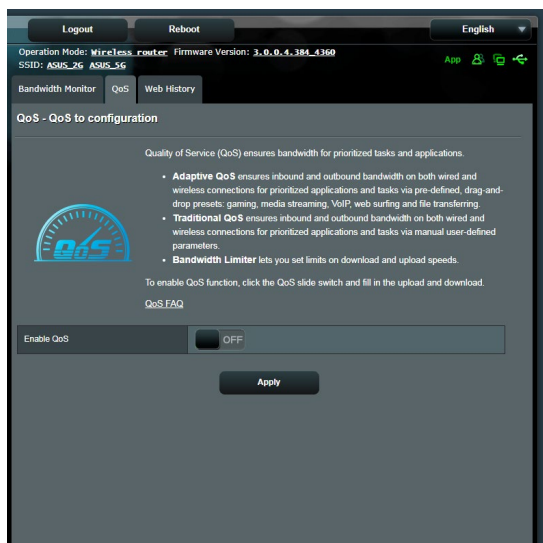 Logout Reboot English
Operation Mode: Wireless router Firmware Version: 3.0.0.4.384_4360
SSID: ASUS_2G ASUS_5G App
Bandwidth Monitor QoS Web History
QoS - QoS to configuration
Quality of Service (QoS) ensures bandwidth for prioritized tasks and applications.
• Adaptive QoS ensures inbound and outbound bandwidth on both wired and
wireless connections for prioritized applications and tasks via pre-defined, drag-and-
drop presets: gaming, media streaming, VoIP, web surfing and file transferring.
• Traditional QoS ensures inbound and outbound bandwidth on both wired and
wireless connections for prioritized applications and tasks via manual user-defined
parameters.
• Bandwidth Limiter lets you set limits on download and upload speeds.
QoS
To enable QoS function, click the QoS slide switch and fill in the upload and download.
QoS FAQ
Enable QoS OFF
Apply